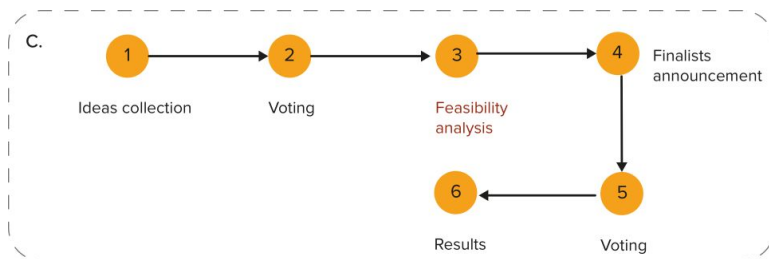 C.
1
2
3
4
Ideas collection
Voting
Feasibility
analysis
Finalists
announcement
6
5
Results
Voting